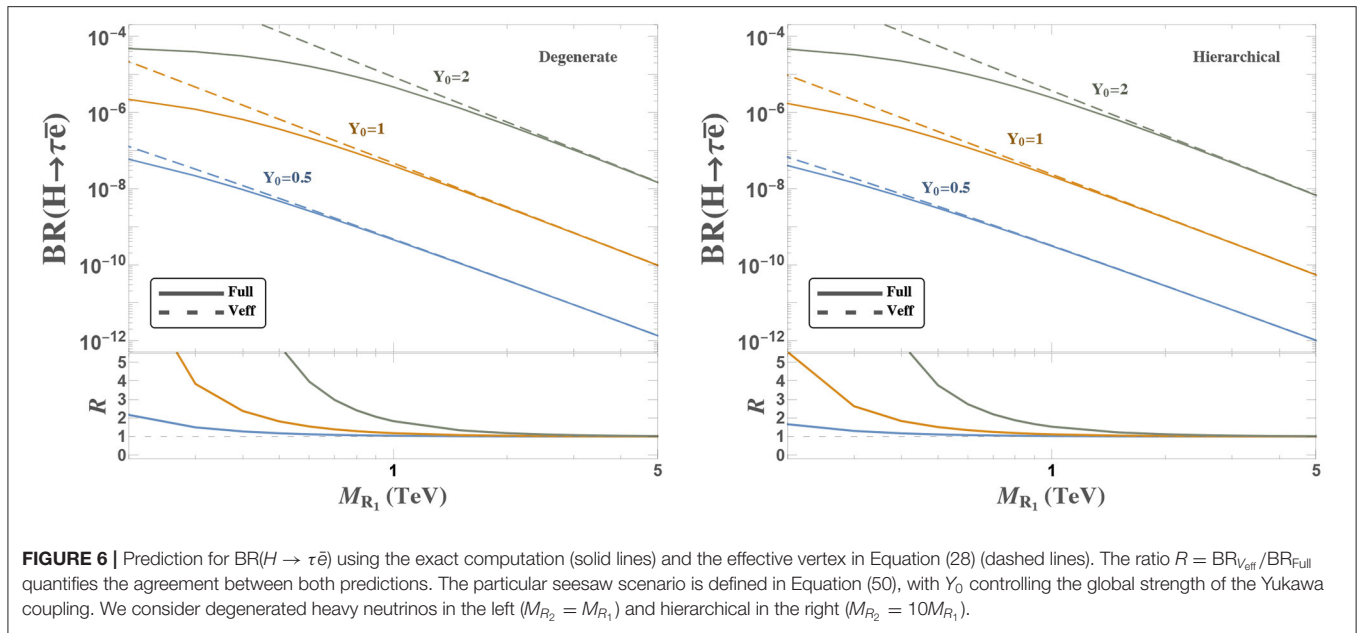 10⁻⁴
10⁻⁶
10⁻⁸
10⁻¹⁰
10⁻¹²
BR(H→τē)
Degenerate
Y₀=2
Y₀=1
Y₀=0.5
Full
Veff
5
4
3
2
1
0
R
1
5
M_R₁ (TeV)
10⁻⁴
10⁻⁶
10⁻⁸
10⁻¹⁰
10⁻¹²
BR(H→τē)
Hierarchical
Y₀=2
Y₀=1
Y₀=0.5
Full
Veff
5
4
3
2
1
0
R
1
5
M_R₁ (TeV)
FIGURE 6 | Prediction for BR(H → τē) using the exact computation (solid lines) and the effective vertex in Equation (28) (dashed lines). The ratio R = BR_Veff/BR_Full
quantifies the agreement between both predictions. The particular seesaw scenario is defined in Equation (50), with Y₀ controlling the global strength of the Yukawa
coupling. We consider degenerated heavy neutrinos in the left (M_R₂ = M_R₁) and hierarchical in the right (M_R₂ = 10M_R₁).